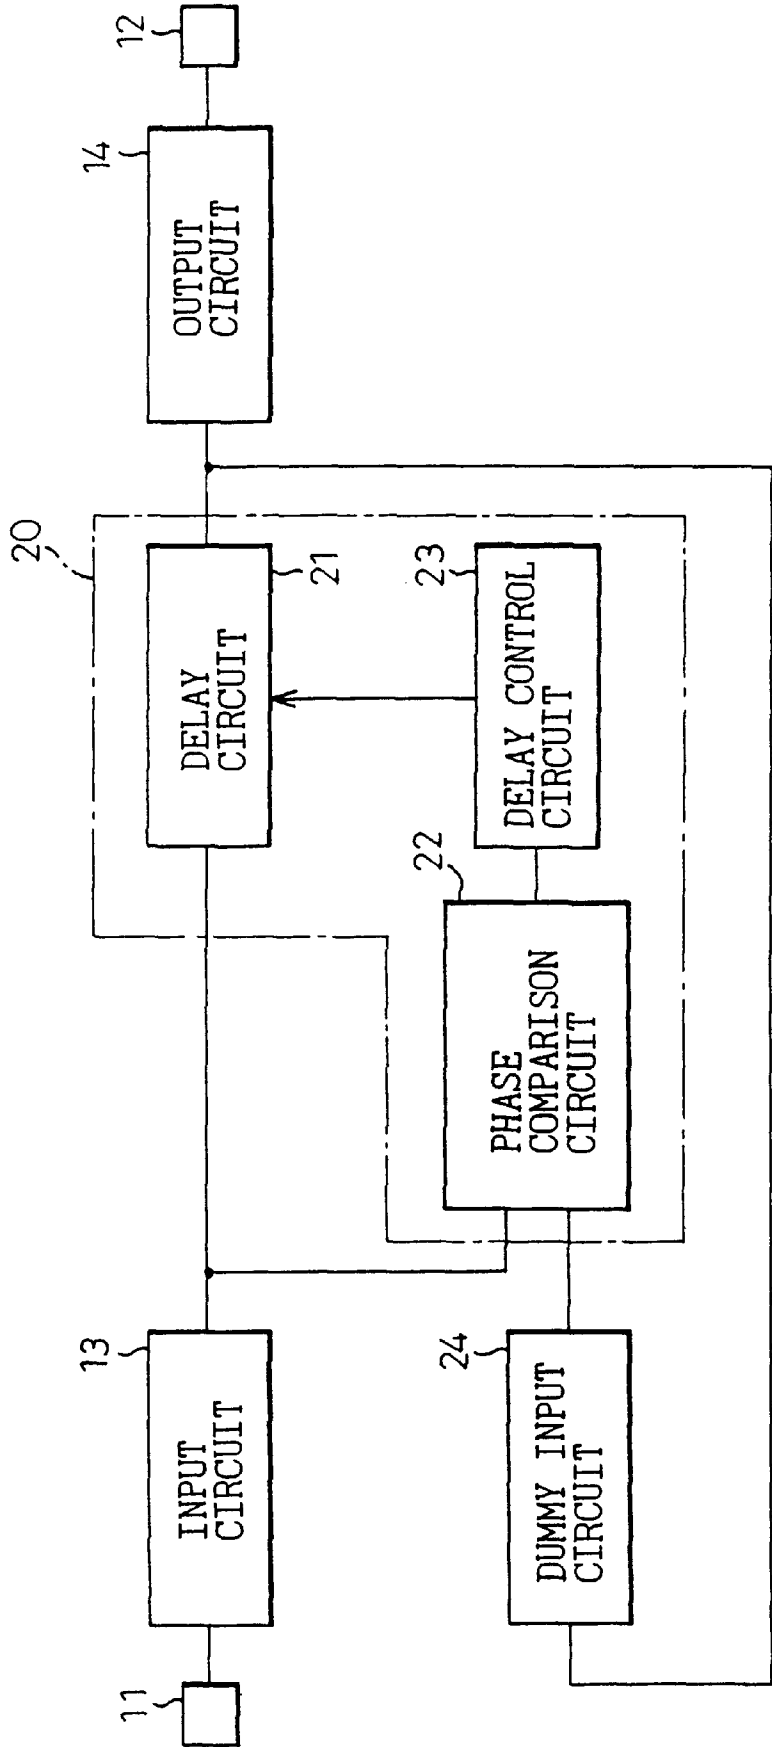 20
11
13
INPUT
CIRCUIT
DELAY
CIRCUIT
21
14
OUTPUT
CIRCUIT
12
24
DUMMY INPUT
CIRCUIT
22
PHASE
COMPARISON
CIRCUIT
23
DELAY CONTROL
CIRCUIT